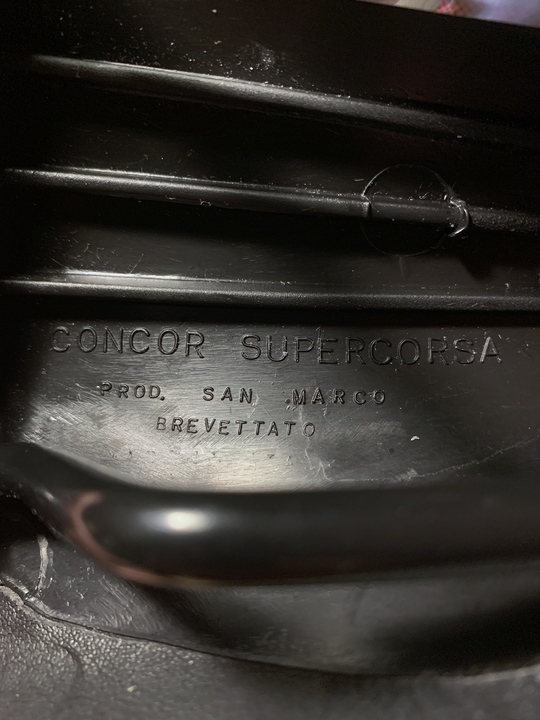 CONCOR SUPERCORSA
PROD. SAN MARCO
BREVETTATO